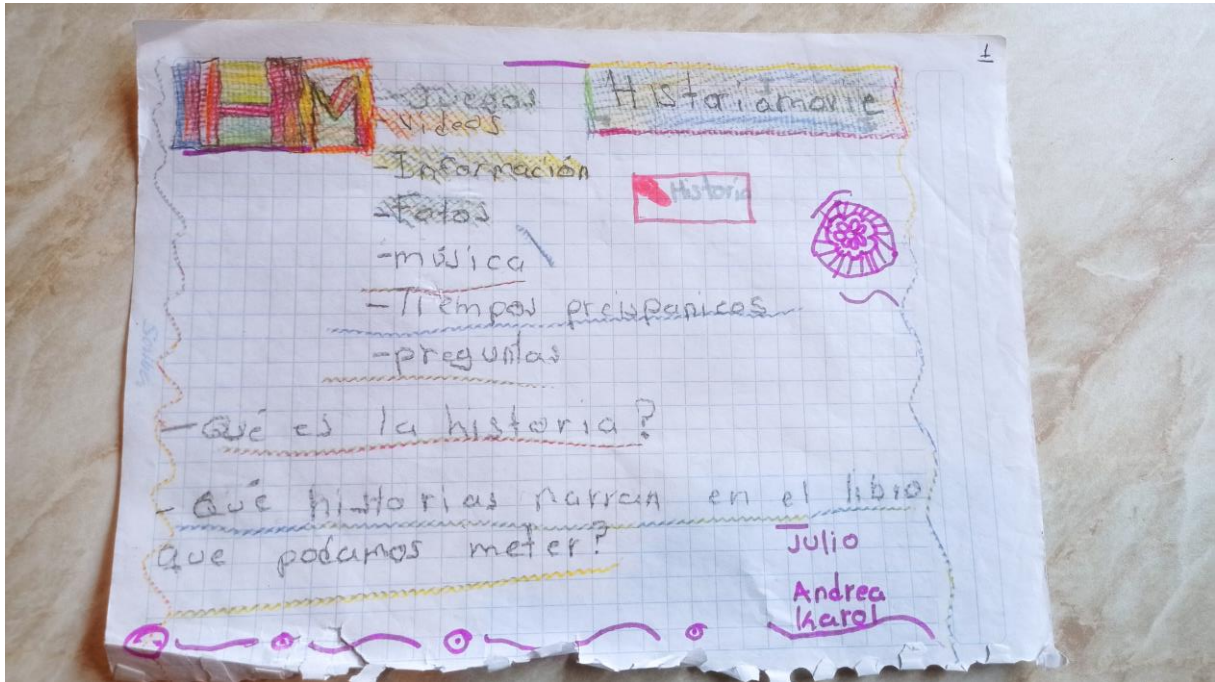 1
HM
Historiamovie
-Juegos
-Videos
-Información
-Fotos
Historia
-música
-Tiempos preispanicos
-preguntas
-Qué es la historia?
-Qué historias narran en el libro
que podamos meter?
Julio
Andrea
Karol